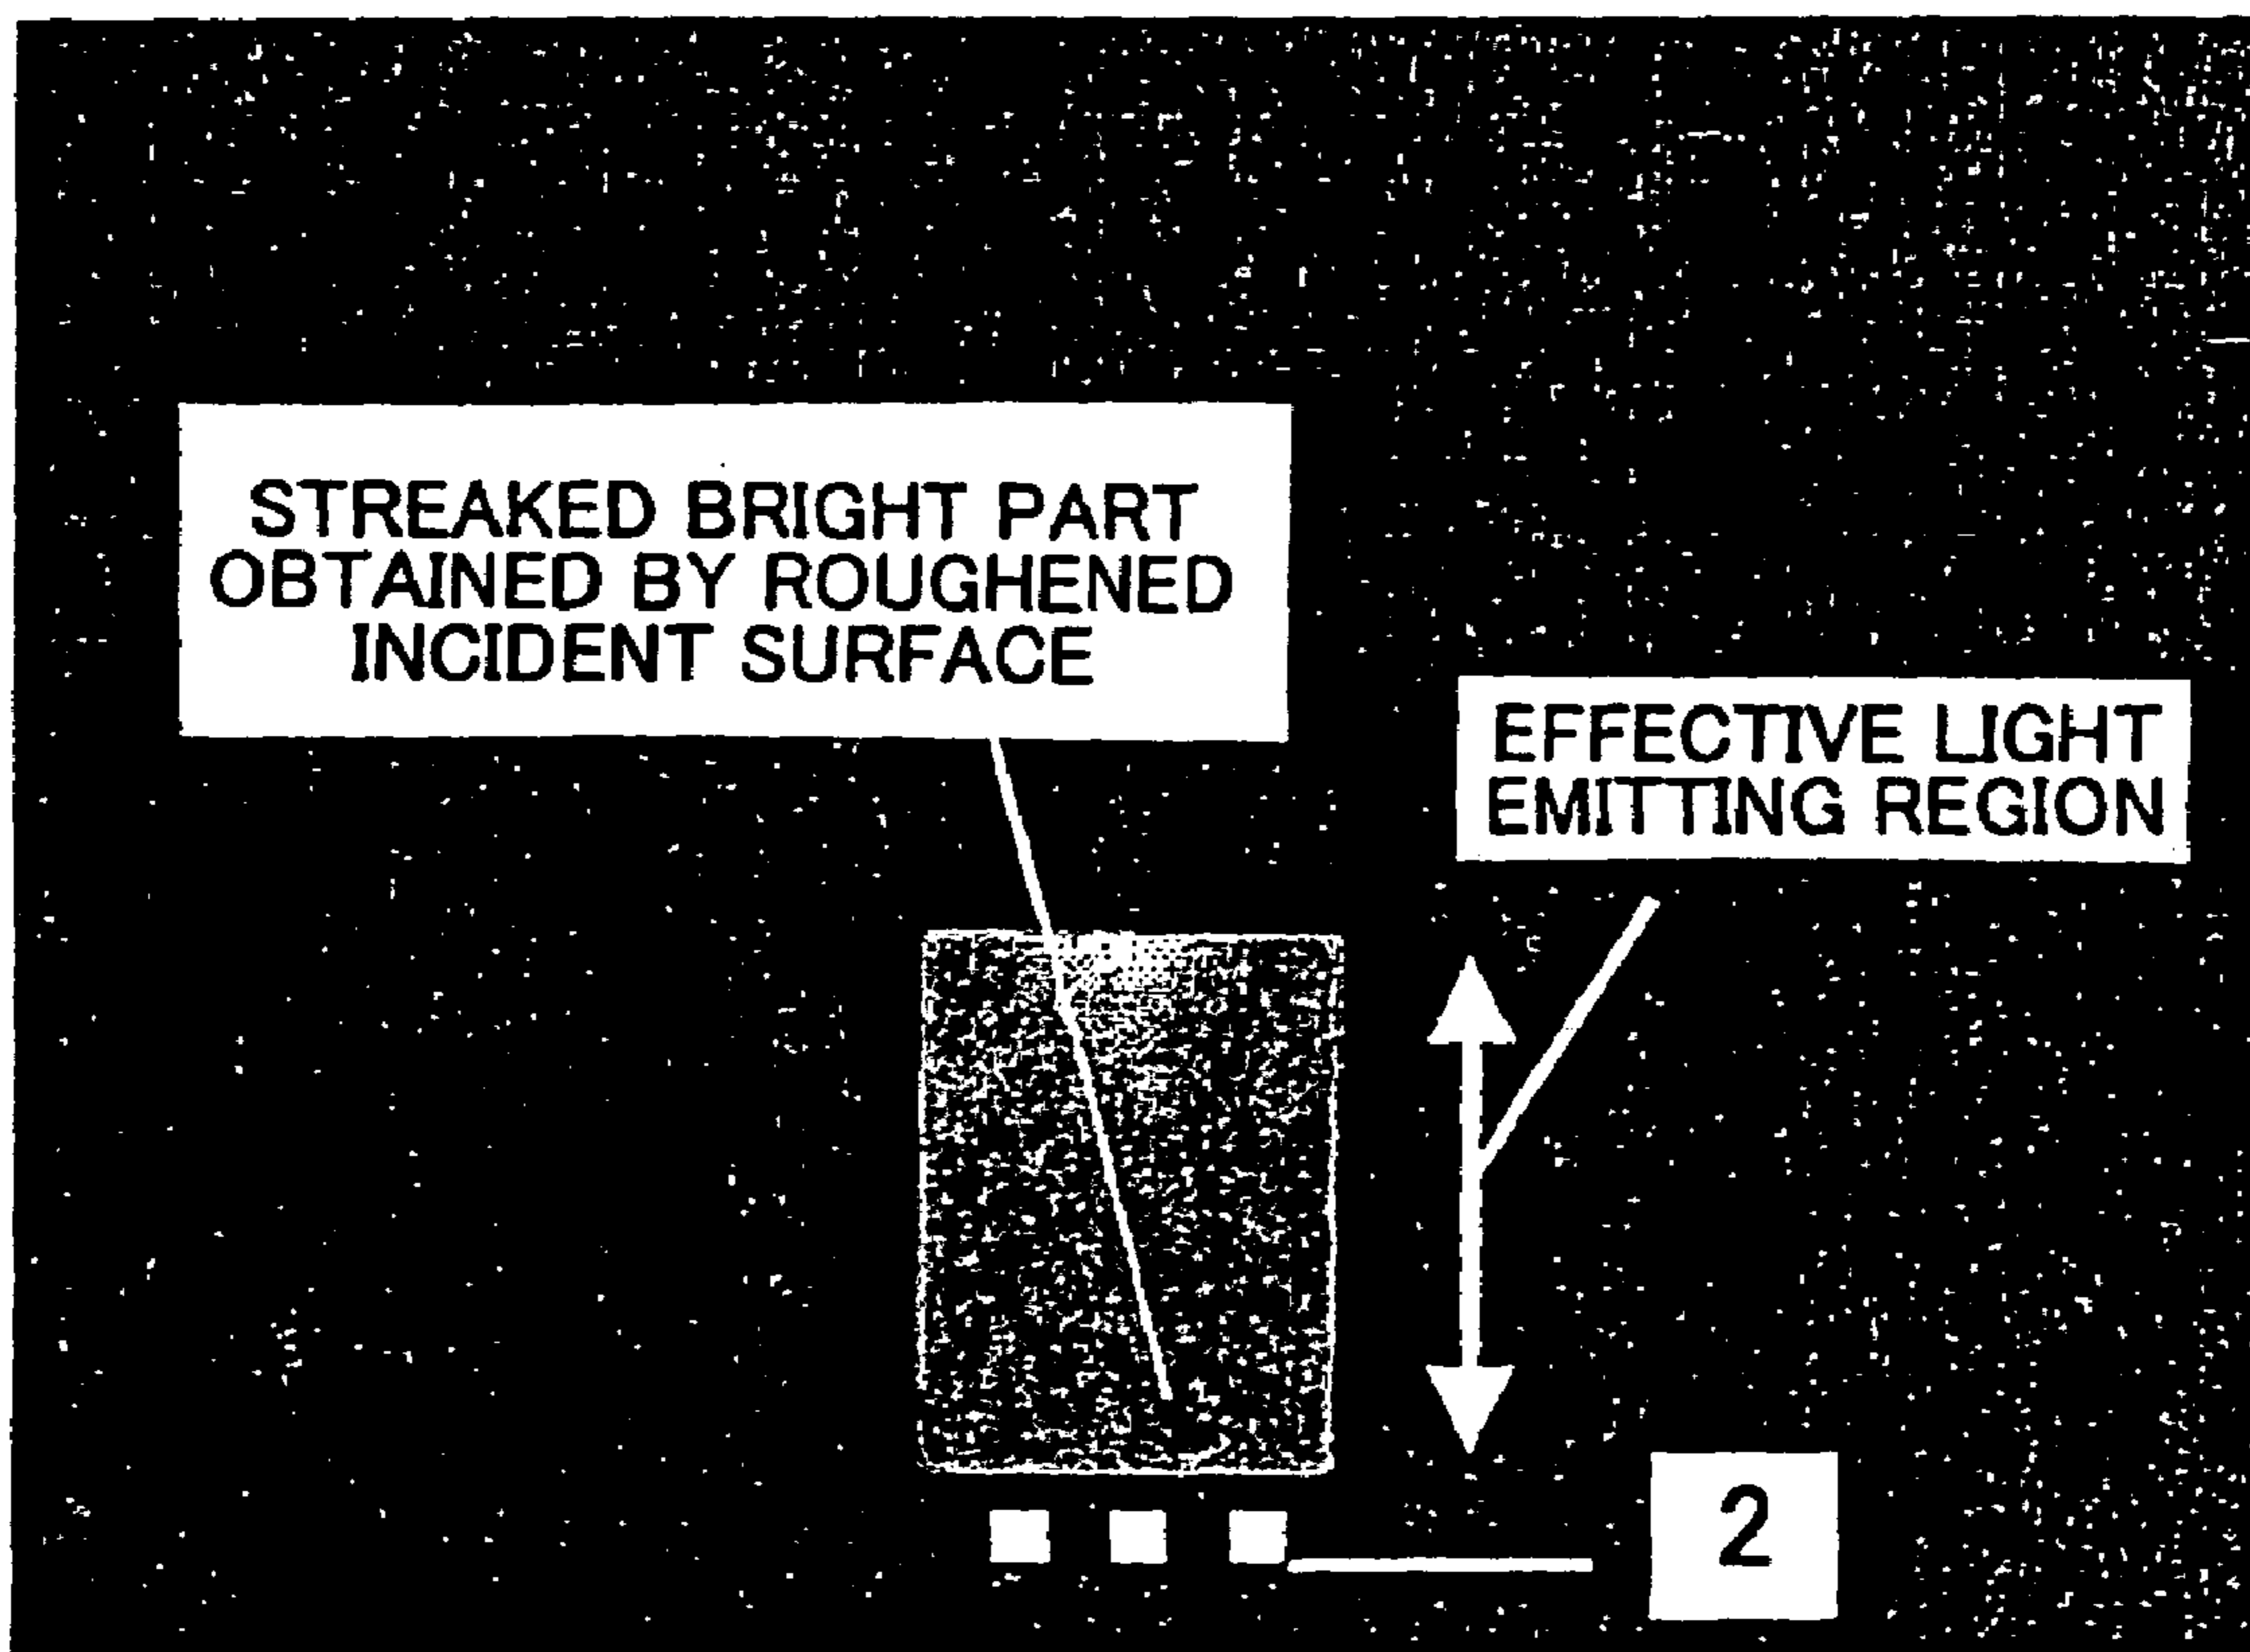 STREAKED BRIGHT PART
OBTAINED BY ROUGHENED
INCIDENT SURFACE
EFFECTIVE LIGHT
EMITTING REGION
2